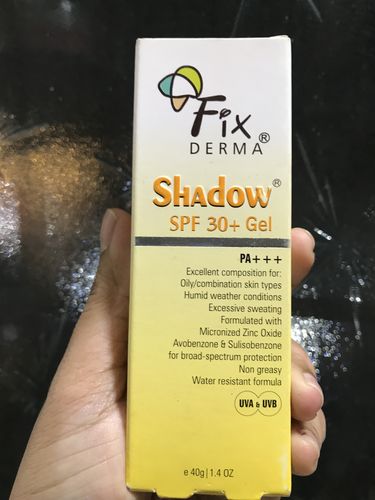 Fix®
DERMA
Shadow®
SPF 30+ Gel
PA+++
Excellent composition for:
Oily/combination skin types
Humid weather conditions
Excessive sweating
Formulated with
Micronized Zinc Oxide
Avobenzone & Sulisobenzone
for broad-spectrum protection
Non greasy
Water resistant formula
UVA & UVB
e 40g | 1.4 OZ